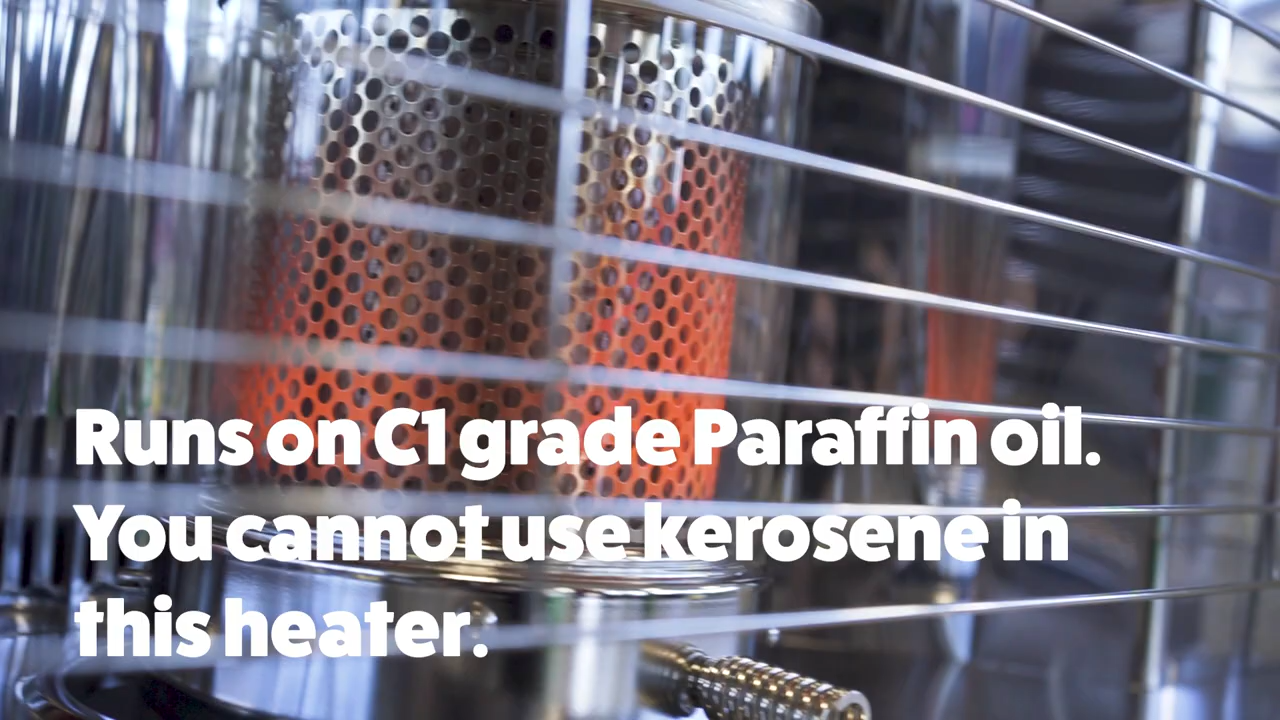 Runs on C1 grade Paraffin oil.
You cannot use kerosene in
this heater.